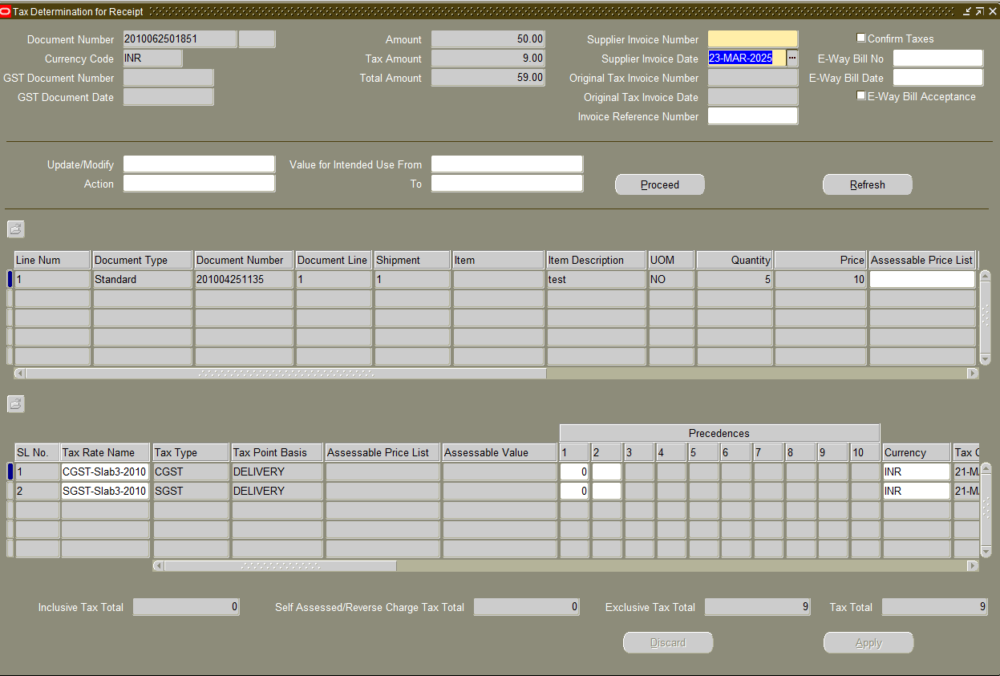 Tax Determination for Receipt
Document Number 2010062501851 Amount 50.00 Supplier Invoice Number Confirm Taxes
Currency Code INR Tax Amount 9.00 Supplier Invoice Date 23-MAR-2025 ... E-Way Bill No
GST Document Number Total Amount 59.00 Original Tax Invoice Number E-Way Bill Date
GST Document Date Original Tax Invoice Date E-Way Bill Acceptance
Invoice Reference Number
Update/Modify Value for Intended Use From
Action To Proceed Refresh
Line Num Document Type Document Number Document Line Shipment Item Item Description UOM Quantity Price Assessable Price List
1 Standard 201004251135 1 1 test NO 5 10
Precedences
SL No. Tax Rate Name Tax Type Tax Point Basis Assessable Price List Assessable Value 1 2 3 4 5 6 7 8 9 10 Currency Tax
1 CGST-Slab3-2010 CGST DELIVERY 0 INR 21-M
2 SGST-Slab3-2010 SGST DELIVERY 0 INR 21-M
Inclusive Tax Total 0 Self Assessed/Reverse Charge Tax Total 0 Exclusive Tax Total 9 Tax Total 9
Discard Apply